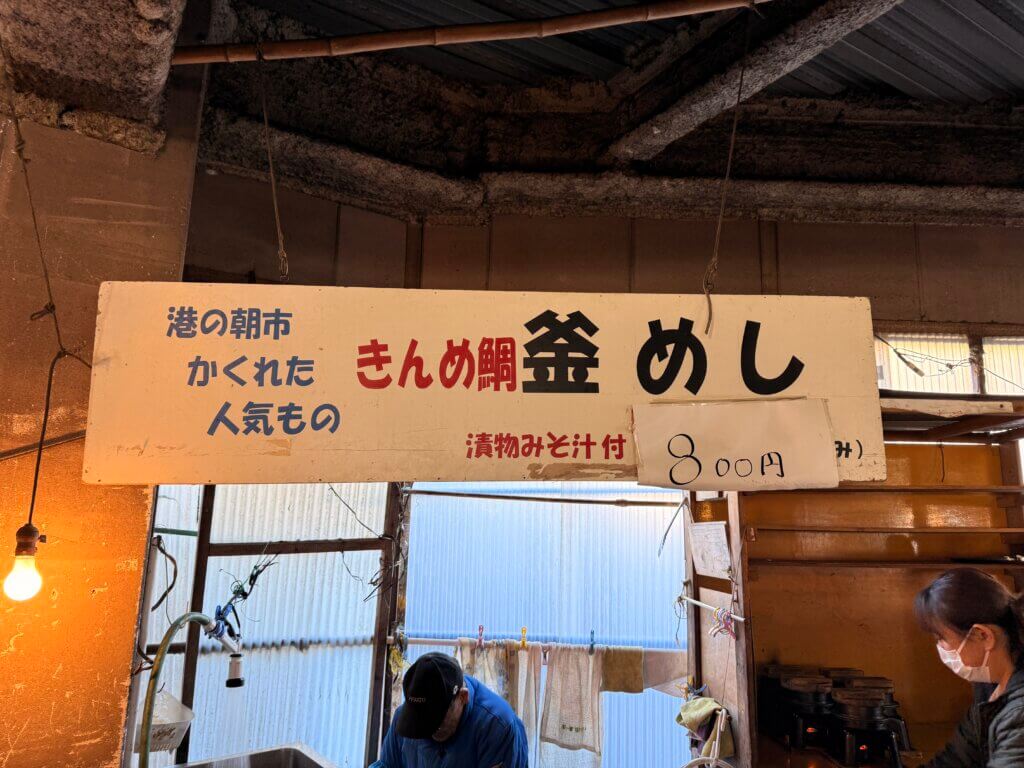 港の朝市
かくれた
人気もの
きんめ鯛釜めし
漬物みそ汁付
800円
み)